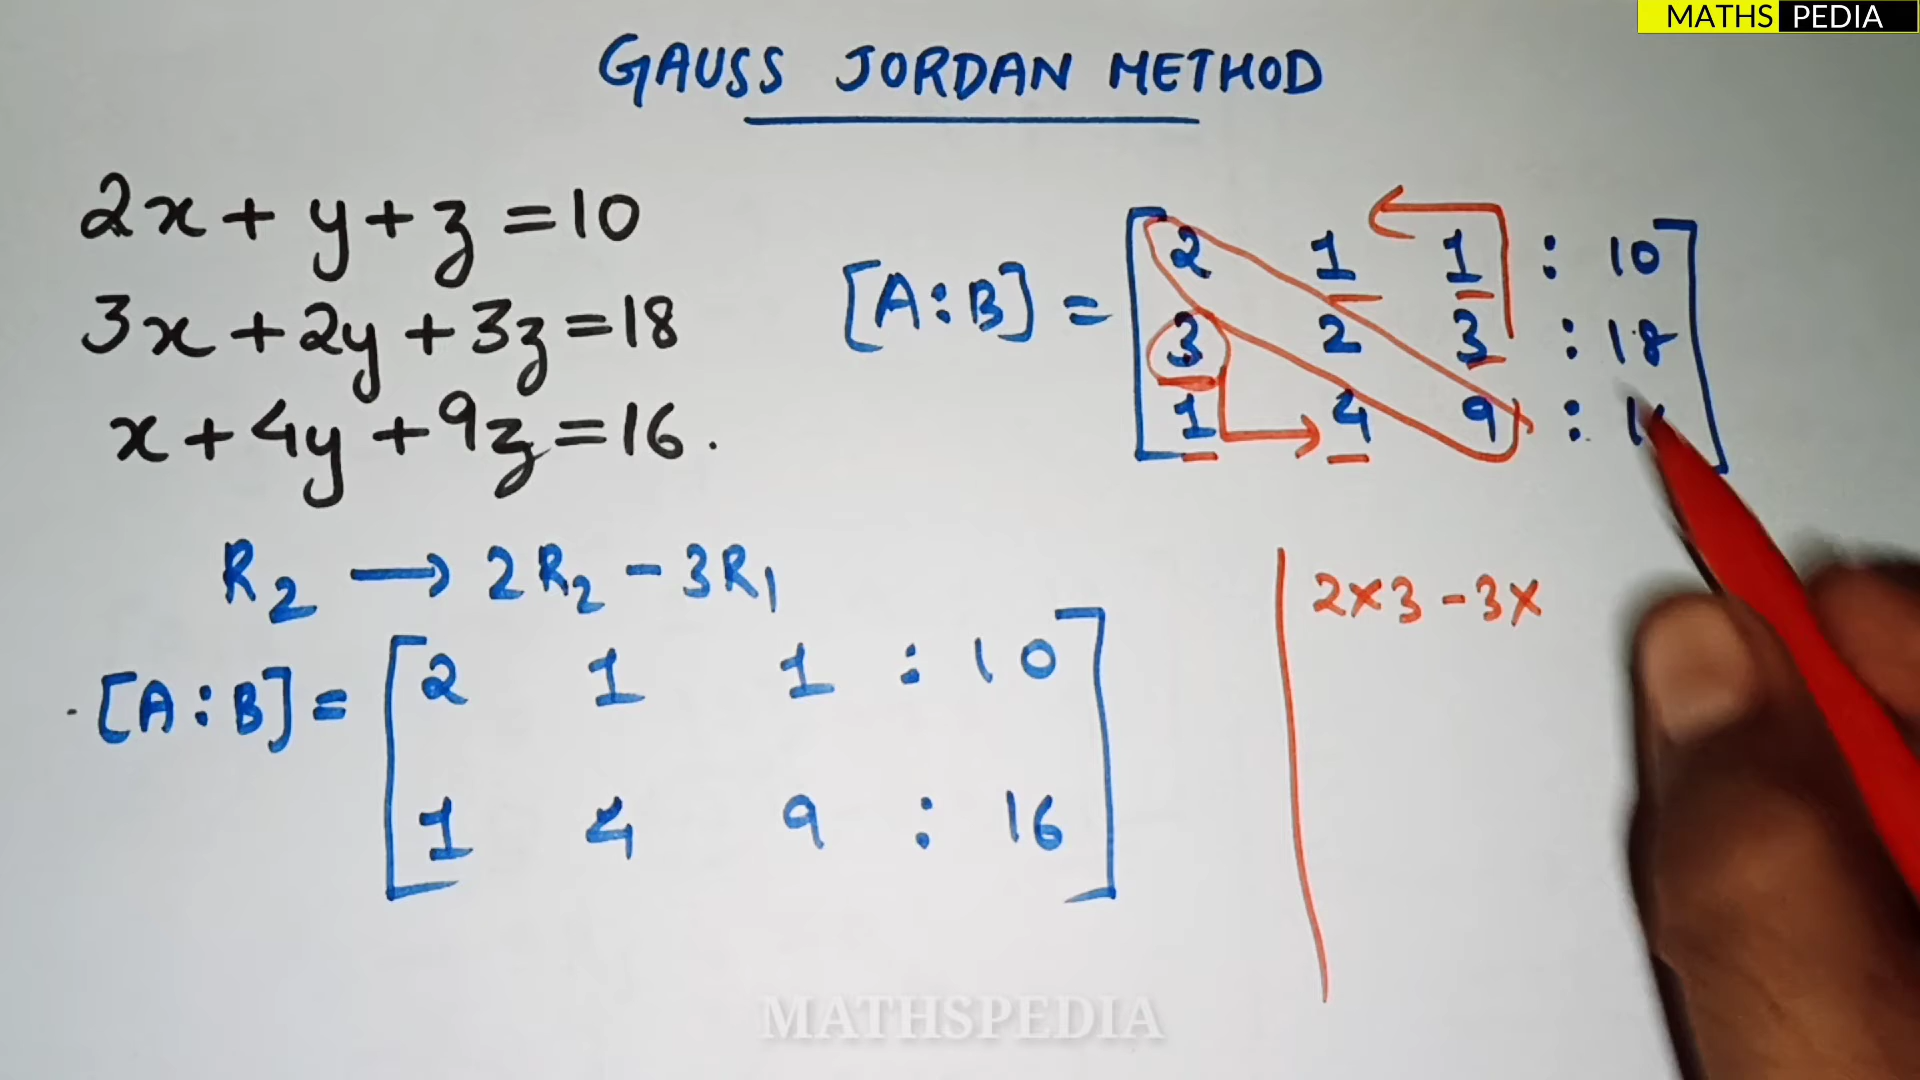 MATHS PEDIA
GAUSS JORDAN METHOD
2x + y + z = 10
3x + 2y + 3z = 18
x + 4y + 9z = 16.
[A:B] = [2 1 1 : 10
3 2 3 : 18
1 4 9 : 1]
R₂ → 2R₂ - 3R₁
[A:B] = [2 1 1 : 10
1 4 9 : 16]
2×3 - 3×
MATHSPEDIA